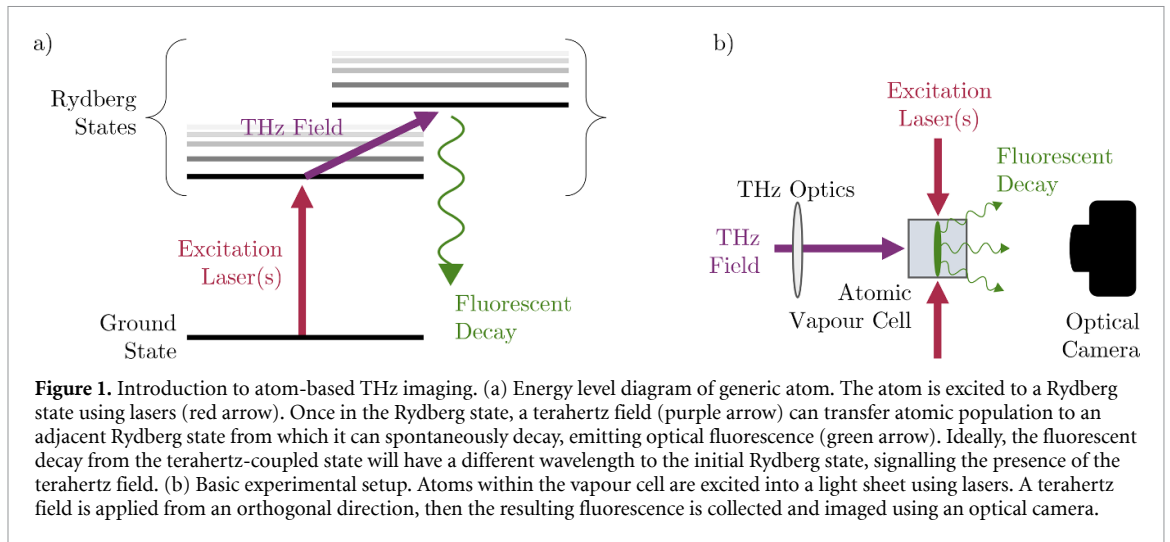 a)
Rydberg
States
THz Field
Excitation
Laser(s)
Fluorescent
Decay
Ground
State
b)
Excitation
Laser(s)
Fluorescent
Decay
THz Optics
THz
Field
Atomic
Vapour Cell
Optical
Camera
Figure 1. Introduction to atom-based THz imaging. (a) Energy level diagram of generic atom. The atom is excited to a Rydberg
state using lasers (red arrow). Once in the Rydberg state, a terahertz field (purple arrow) can transfer atomic population to an
adjacent Rydberg state from which it can spontaneously decay, emitting optical fluorescence (green arrow). Ideally, the fluorescent
decay from the terahertz-coupled state will have a different wavelength to the initial Rydberg state, signalling the presence of the
terahertz field. (b) Basic experimental setup. Atoms within the vapour cell are excited into a light sheet using lasers. A terahertz
field is applied from an orthogonal direction, then the resulting fluorescence is collected and imaged using an optical camera.